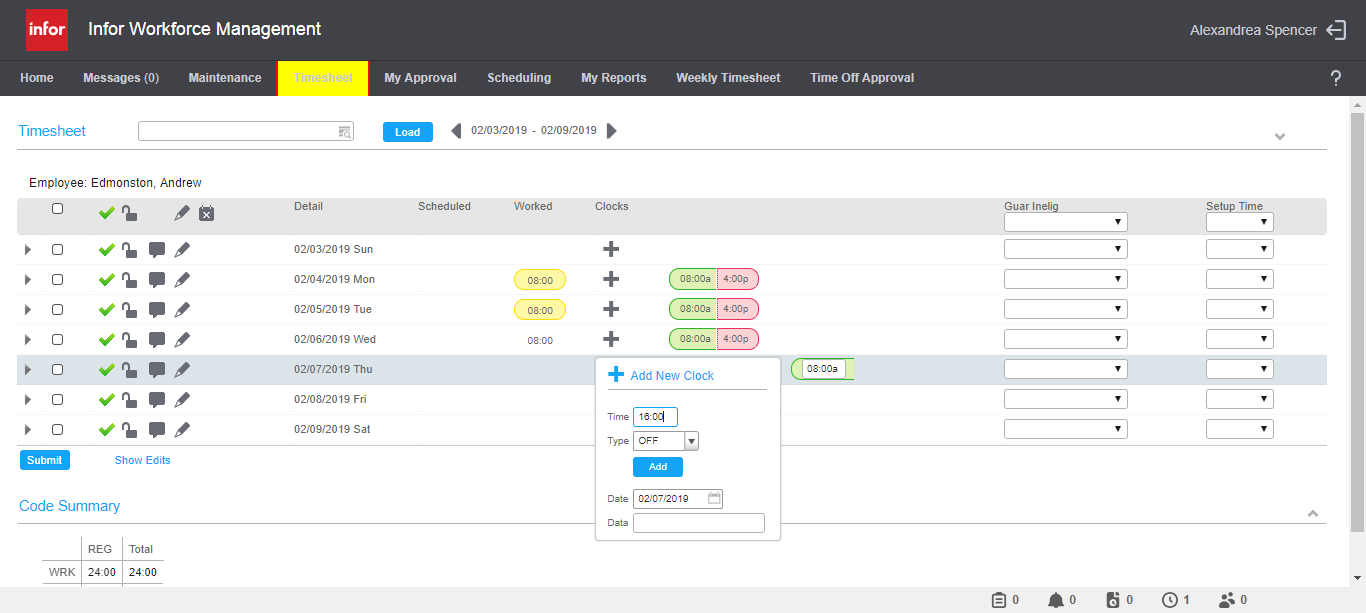 infor Infor Workforce Management Alexandrea Spencer
Home Messages (0) Maintenance Timesheet My Approval Scheduling My Reports Weekly Timesheet Time Off Approval ?
Timesheet Load 02/03/2019 - 02/09/2019
Employee: Edmonston, Andrew
Detail Scheduled Worked Clocks Guar Inelig Setup Time
02/03/2019 Sun
02/04/2019 Mon 08:00 08:00a 4:00p
02/05/2019 Tue 08:00 08:00a 4:00p
02/06/2019 Wed 08:00 08:00a 4:00p
02/07/2019 Thu 08:00a
02/08/2019 Fri
02/09/2019 Sat
Add New Clock
Time 16:00
Type OFF
Add
Date 02/07/2019
Data
Submit Show Edits
Code Summary
REG Total
WRK 24:00 24:00
0 0 0 1 0